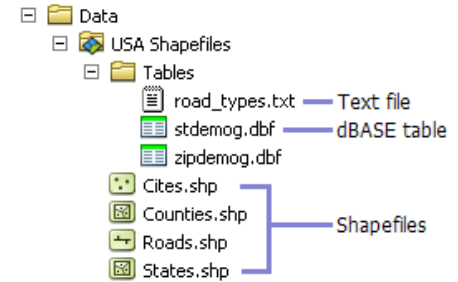 Data
USA Shapefiles
Tables
road_types.txt Text file
stdemog.dbf dBASE table
zipdemog.dbf
Cites.shp
Counties.shp
Shapefiles
Roads.shp
States.shp